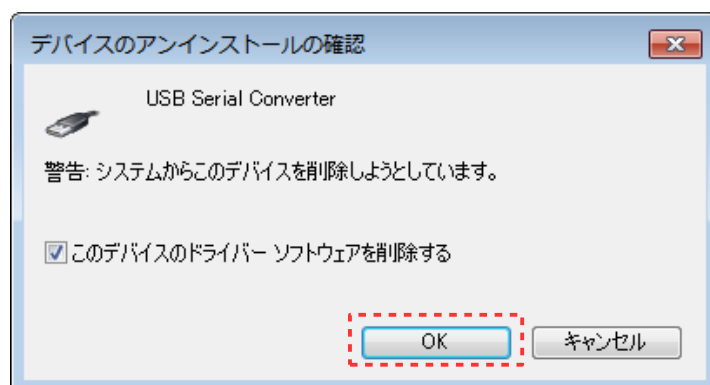 デバイスのアンインストールの確認
USB Serial Converter
警告: システムからこのデバイスを削除しようとしています。
このデバイスのドライバー ソフトウェアを削除する
OK
キャンセル